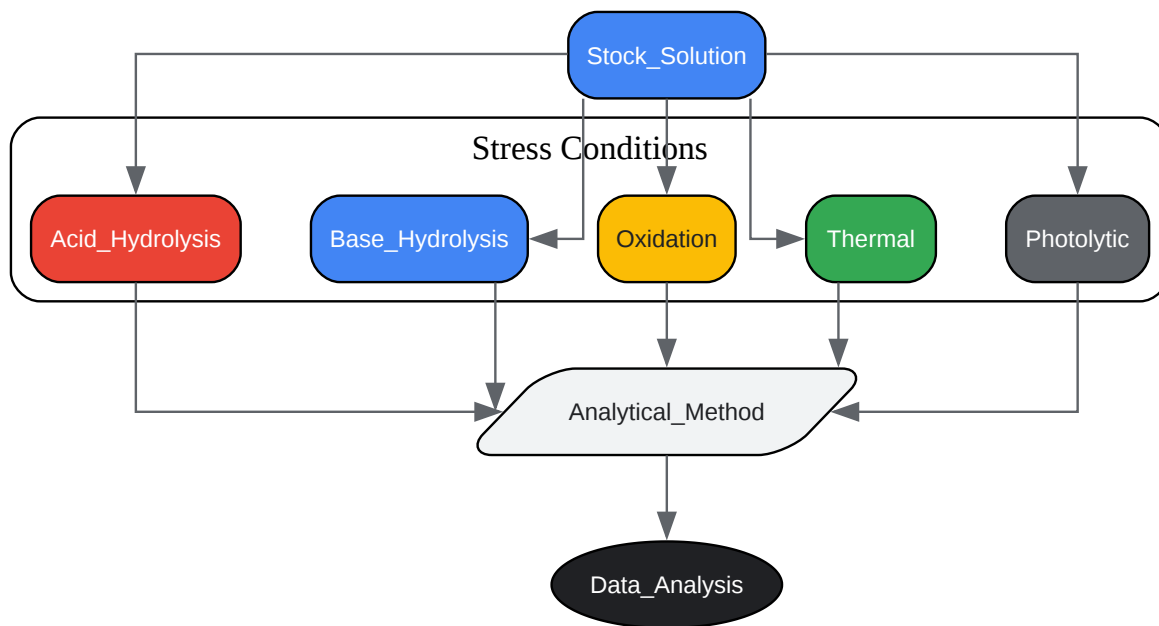 Stock_Solution
Stress Conditions
Acid_Hydrolysis
Base_Hydrolysis
Oxidation
Thermal
Photolytic
Analytical_Method
Data_Analysis